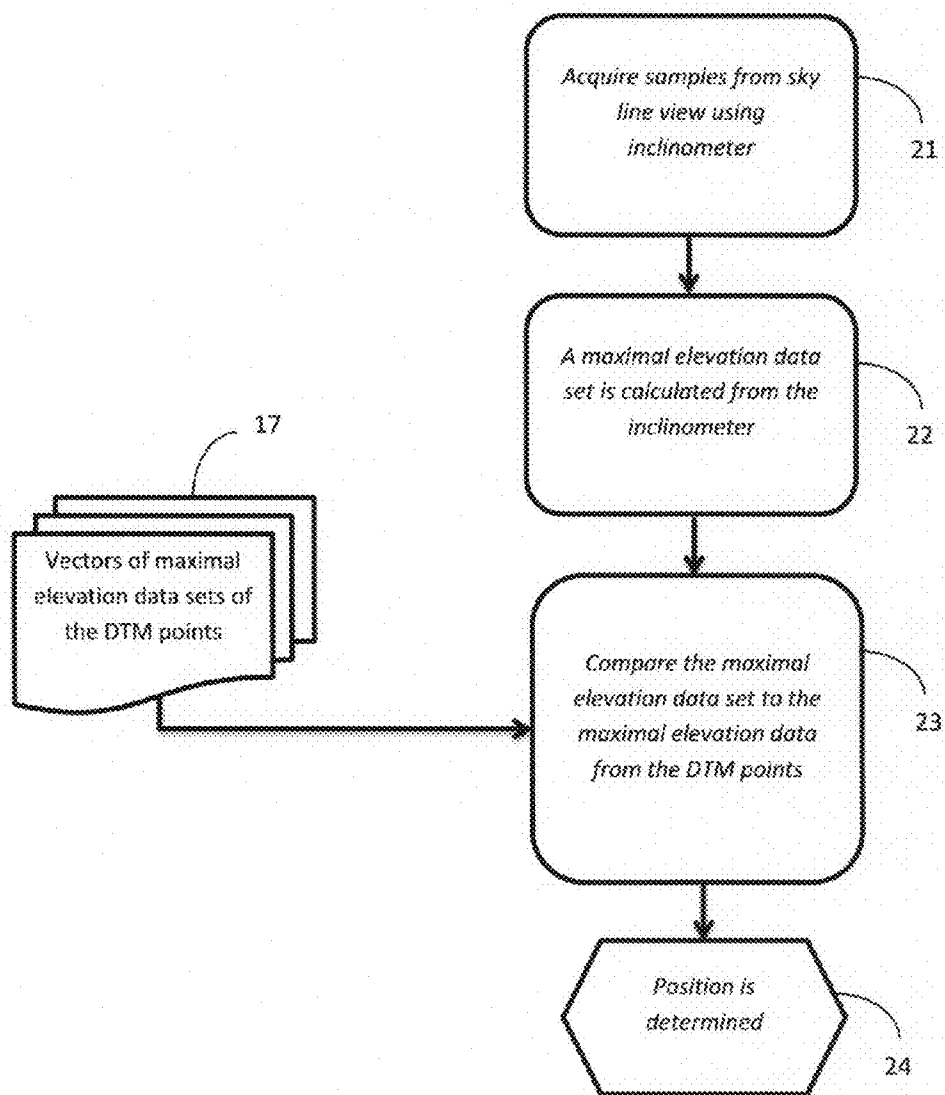 Acquire samples from sky
line view using
inclinometer
21
A maximal elevation data
set is calculated from the
inclinometer
22
17
Vectors of maximal
elevation data sets of
the DTM points
Compare the maximal
elevation data set to the
maximal elevation data
from the DTM points
23
Position is
determined
24